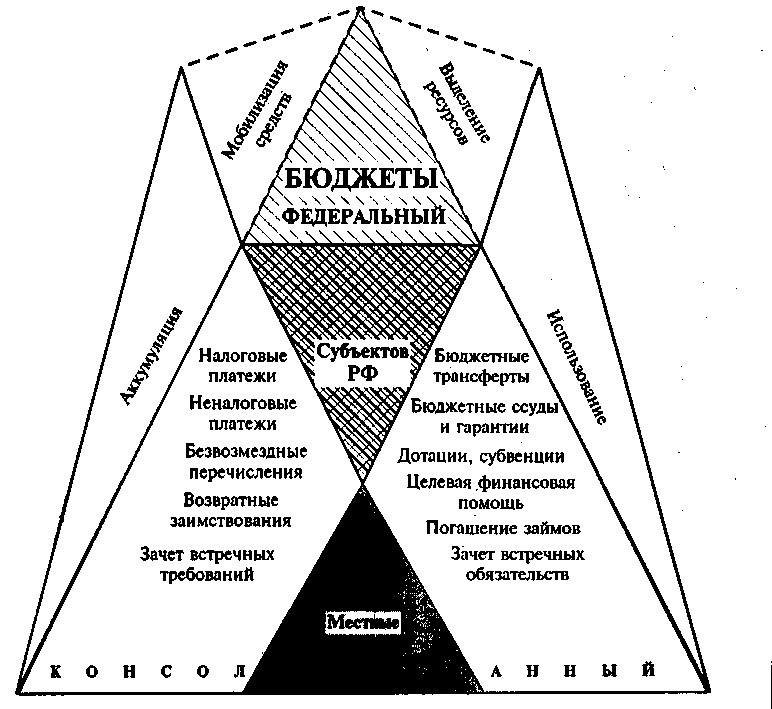 Мобилизация
средств
Выделение
ресурсов
БЮДЖЕТЫ
ФЕДЕРАЛЬНЫЙ
Аккумуляция
Использование
Субъектов
РФ
Налоговые
платежи
Неналоговые
платежи
Безвозмездные
перечисления
Возвратные
заимствования
Зачет встречных
требований
Бюджетные
трансферты
Бюджетные ссуды
и гарантии
Дотации, субвенции
Целевая финансовая
помощь
Погашение займов
Зачет встречных
обязательств
Местные
К О Н С О Л А Н Н Ы Й